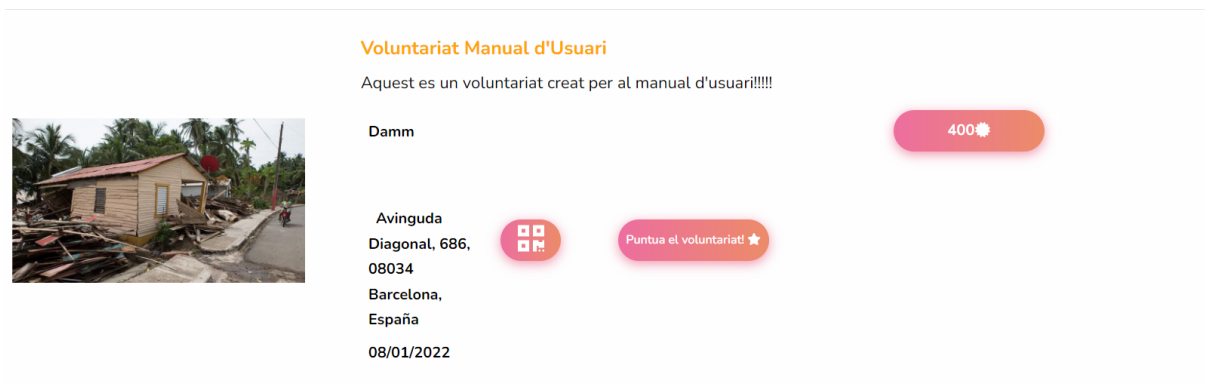 Voluntariat Manual d'Usuari
Aquest es un voluntariat creat per al manual d'usuari!!!!!
Damm
400
Avinguda
Diagonal, 686,
08034
Barcelona,
España
Puntua el voluntariat!
08/01/2022